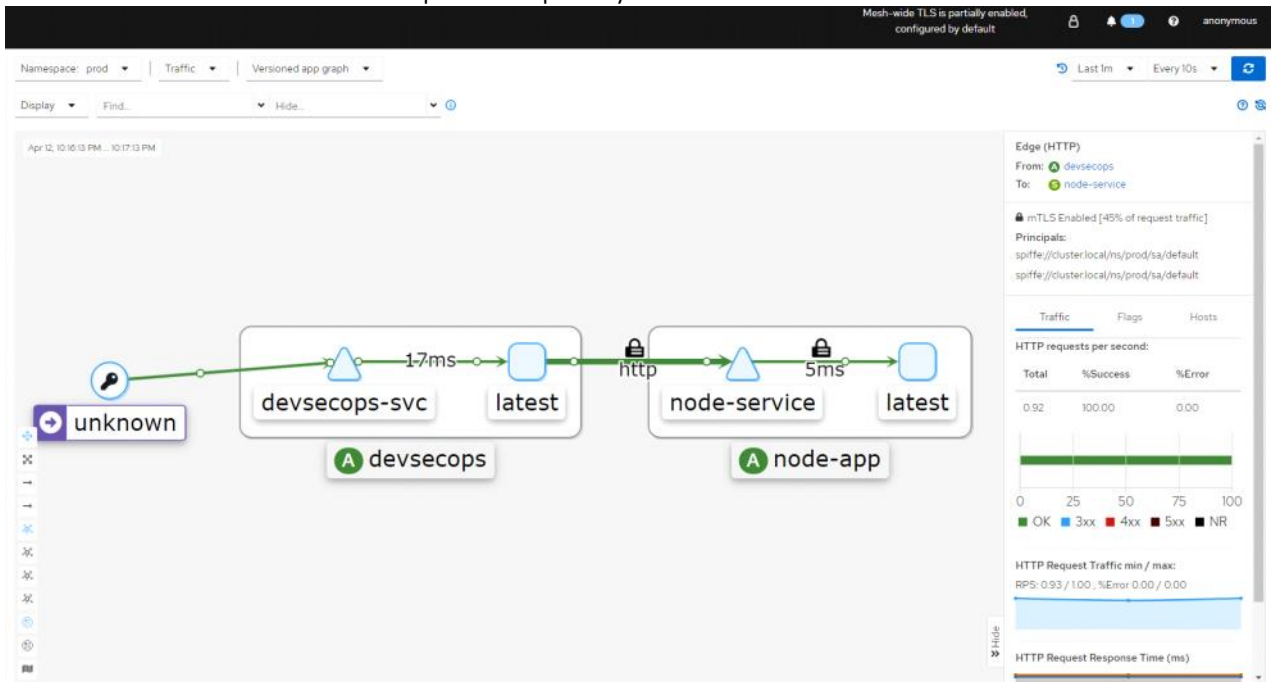 Mesh-wide TLS is partially enabled,
configured by default
1
anonymous
Namespace: prod
Traffic
Versioned app graph
Last 1m
Every 10s
Display
Find...
Hide...
Apr 12, 10:16:13 PM ... 10:17:13 PM
unknown
17ms
devsecops-svc
latest
A devsecops
http
5ms
node-service
latest
A node-app
Hide
Edge (HTTP)
From: A devsecops
To: S node-service
mTLS Enabled [45% of request traffic]
Principals:
spiffe://cluster.local/ns/prod/sa/default
spiffe://cluster.local/ns/prod/sa/default
Traffic Flags Hosts
HTTP requests per second:
Total %Success %Error
0.92 100.00 0.00
0 25 50 75 100
OK 3xx 4xx 5xx NR
HTTP Request Traffic min / max:
RPS: 0.93 / 1.00 , %Error 0.00 / 0.00
HTTP Request Response Time (ms)